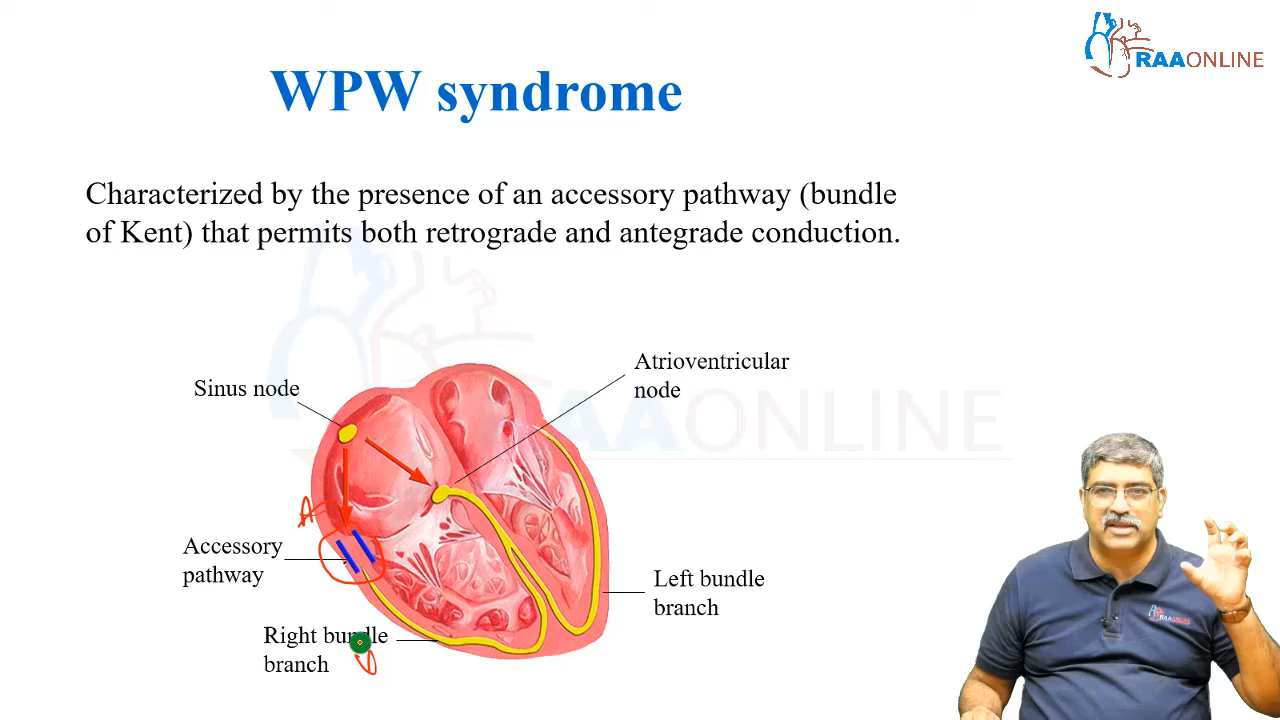 RAAONLINE
WPW syndrome
Characterized by the presence of an accessory pathway (bundle
of Kent) that permits both retrograde and antegrade conduction.
Atrioventricular
node
Sinus node
RAAONLINE
A
Accessory
pathway
Left bundle
branch
Right bundle
branch
RAAONLINE